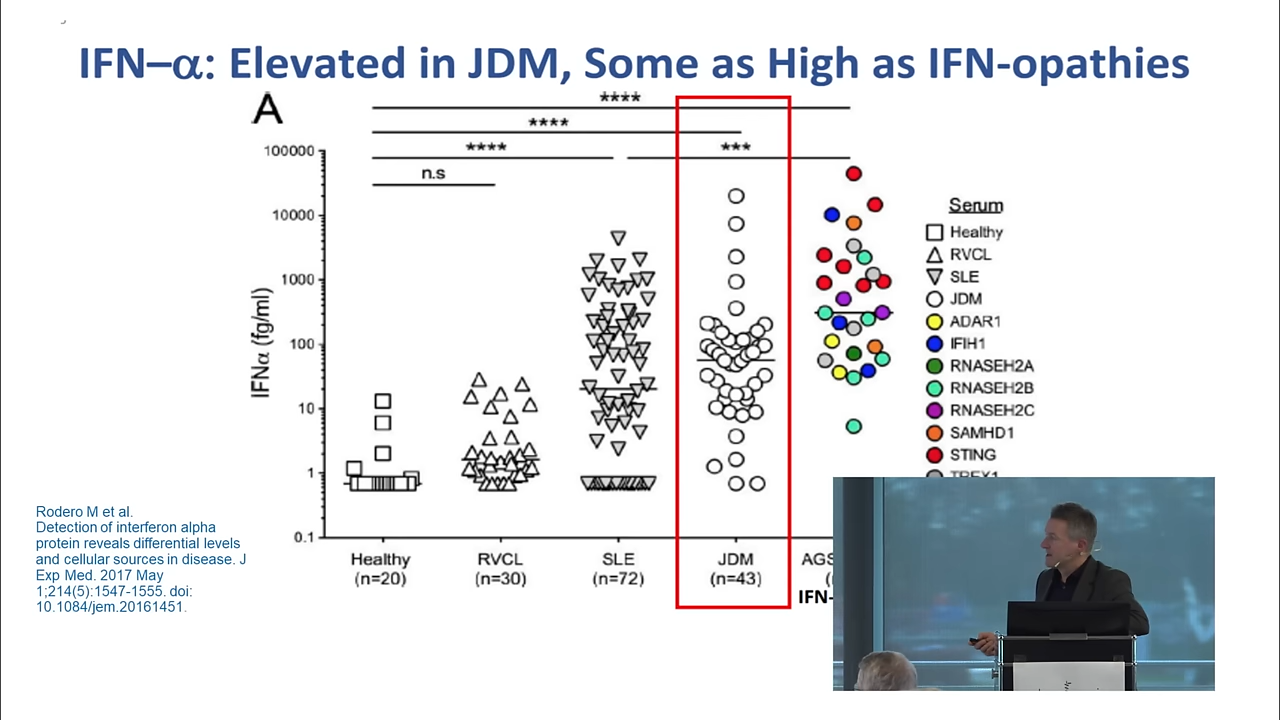 IFN–α: Elevated in JDM, Some as High as IFN-opathies
A
****
****
****
***
n.s
100000
10000
1000
100
10
1
0.1
IFNα (fg/ml)
Healthy
(n=20)
RVCL
(n=30)
SLE
(n=72)
JDM
(n=43)
AGS
IFN-
Serum
Healthy
RVCL
SLE
JDM
ADAR1
IFIH1
RNASEH2A
RNASEH2B
RNASEH2C
SAMHD1
STING
TREX1
Rodero M et al.
Detection of interferon alpha
protein reveals differential levels
and cellular sources in disease. J
Exp Med. 2017 May
1;214(5):1547-1555. doi:
10.1084/jem.20161451.